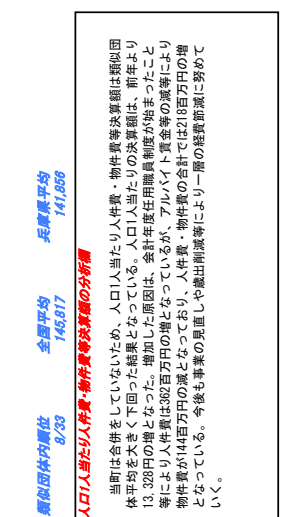 類似団体内順位 全国平均 兵庫県平均
8/33 145,817 141,856
人口1人当たり人件費・物件費等決算額の分析欄
当町は合併をしていないため、人口1人当たり人件費・物件費等決算額は類似団
体平均を大きく下回った結果となっている。人口1人当たりの決算額は、前年より
13,328円の増となった。増加した原因は、会計年度任用職員制度が始まったこと
等により人件費は362百万円の増となっているが、アルバイト賃金等の減等により
物件費が144百万円の減となっており、人件費・物件費の合計では218百万円の増
となっている。今後も事業の見直しや歳出削減等により一層の経費節減に努めて
いく。